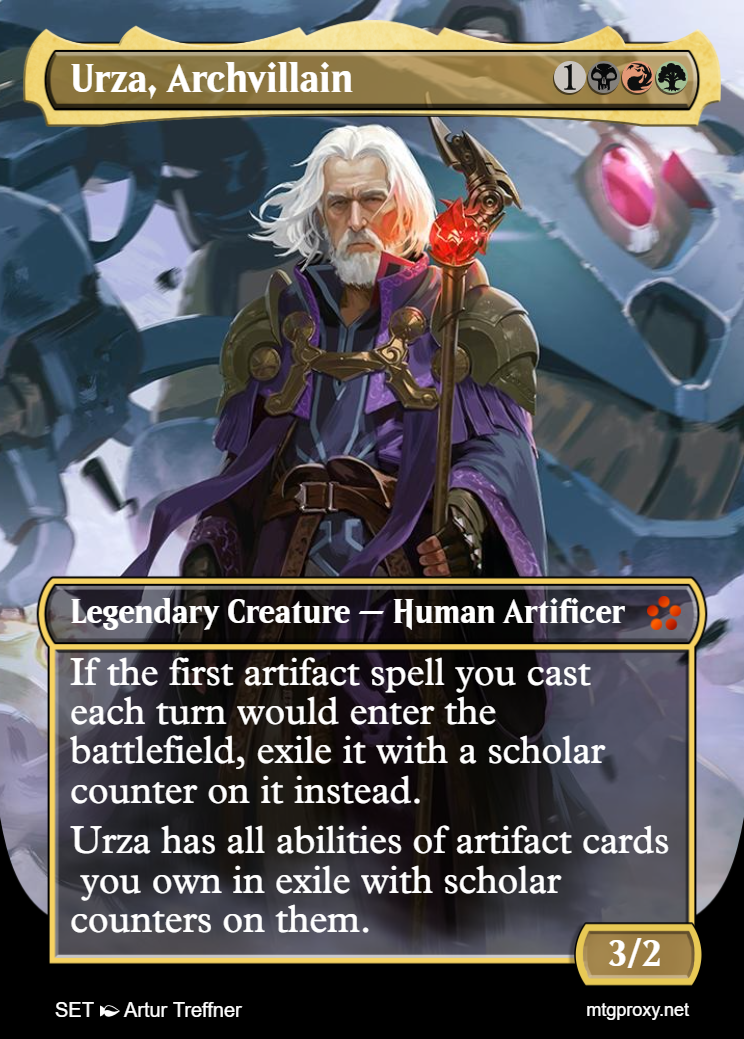 Urza, Archvillain 1
Legendary Creature — Human Artificer
If the first artifact spell you cast
each turn would enter the
battlefield, exile it with a scholar
counter on it instead.
Urza has all abilities of artifact cards
you own in exile with scholar
counters on them.
3/2
SET Artur Treffner
mtgproxy.net